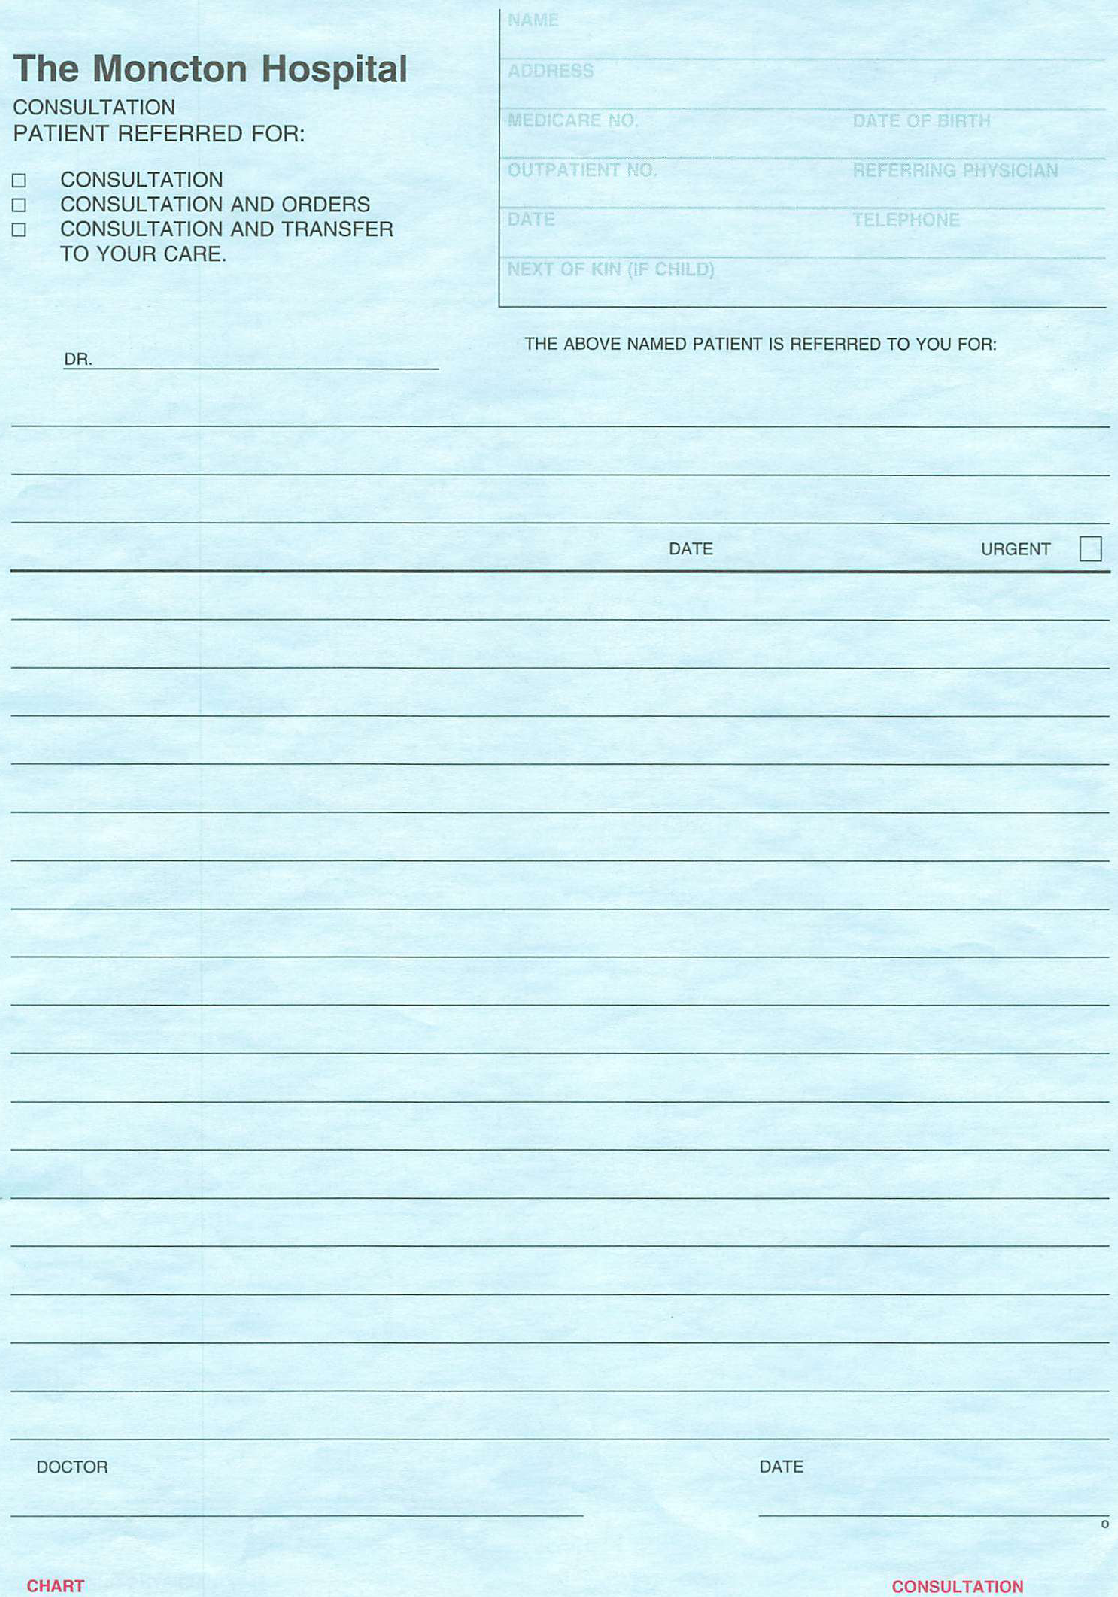 The Moncton Hospital
CONSULTATION
PATIENT REFERRED FOR:
☐ CONSULTATION
☐ CONSULTATION AND ORDERS
☐ CONSULTATION AND TRANSFER
TO YOUR CARE.
DR.
NAME
ADDRESS
MEDICARE NO. DATE OF BIRTH
OUTPATIENT NO. REFERRING PHYSICIAN
DATE TELEPHONE
NEXT OF KIN (IF CHILD)
THE ABOVE NAMED PATIENT IS REFERRED TO YOU FOR:
DATE URGENT ☐
DOCTOR DATE
o
CHART CONSULTATION